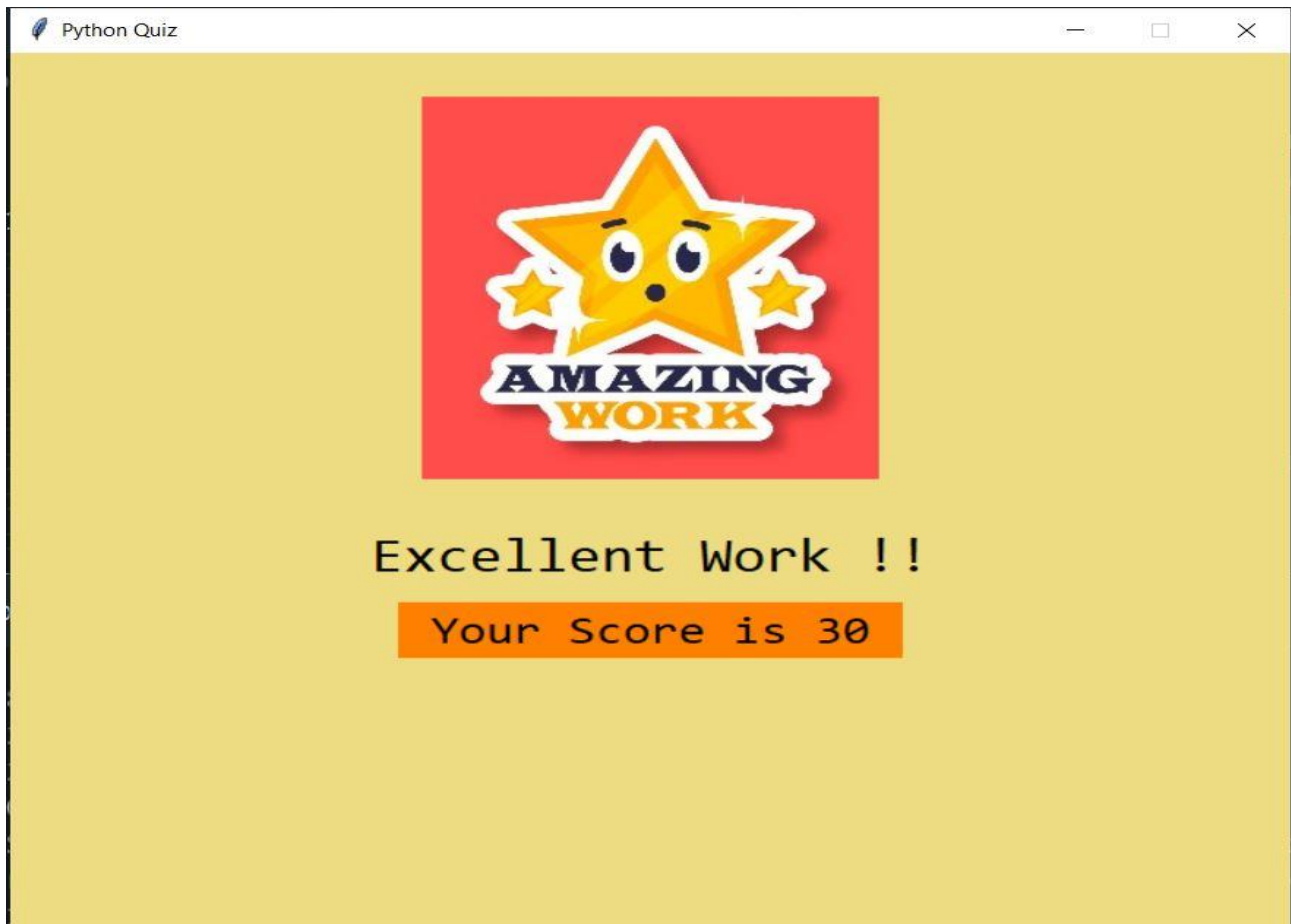 Python Quiz
AMAZING
WORK
Excellent Work !!
Your Score is 30